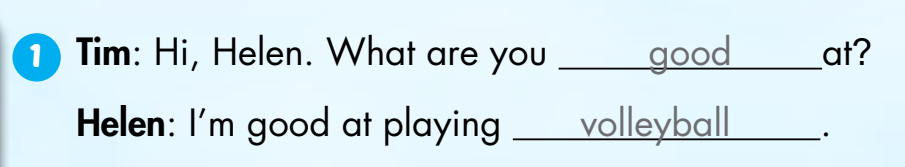 1 Tim: Hi, Helen. What are you good at?
Helen: I'm good at playing volleyball.